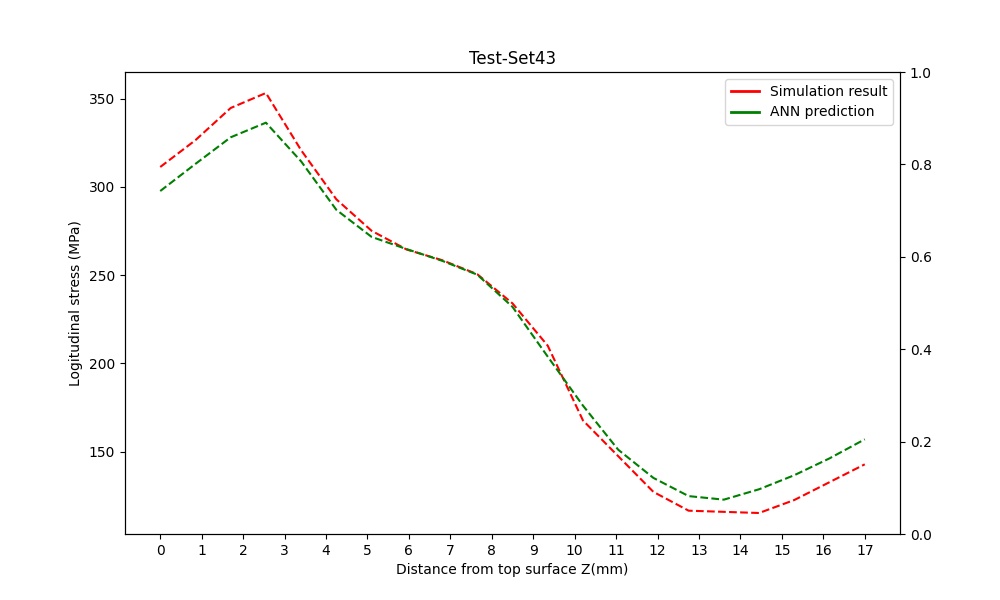 Test-Set43
Simulation result
ANN prediction
Logitudinal stress (MPa)
350
300
250
200
150
1.0
0.8
0.6
0.4
0.2
0.0
0 1 2 3 4 5 6 7 8 9 10 11 12 13 14 15 16 17
Distance from top surface Z(mm)